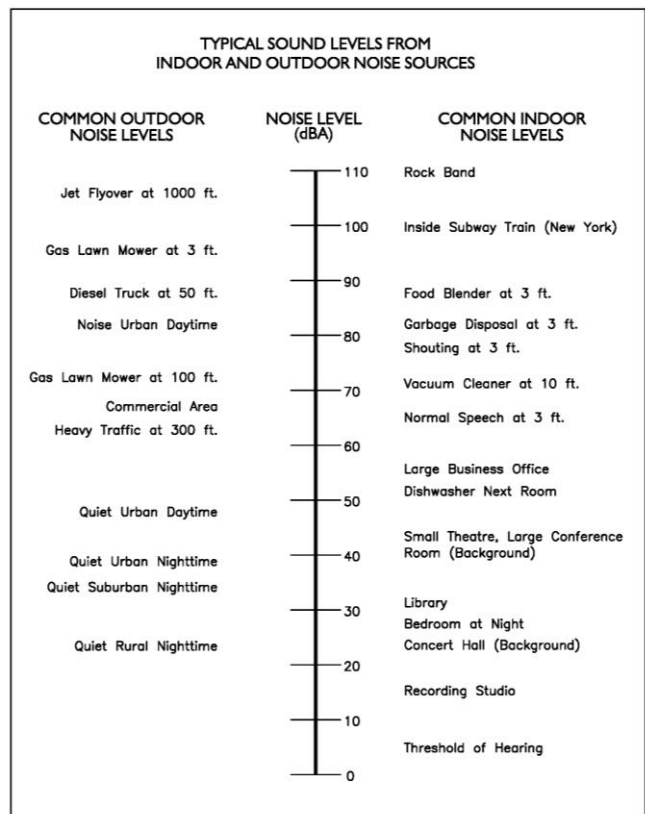 TYPICAL SOUND LEVELS FROM
INDOOR AND OUTDOOR NOISE SOURCES
COMMON OUTDOOR
NOISE LEVELS
NOISE LEVEL
(dBA)
COMMON INDOOR
NOISE LEVELS
110
Rock Band
Jet Flyover at 1000 ft.
100
Inside Subway Train (New York)
Gas Lawn Mower at 3 ft.
90
Diesel Truck at 50 ft.
Food Blender at 3 ft.
Noise Urban Daytime
Garbage Disposal at 3 ft.
80
Shouting at 3 ft.
Gas Lawn Mower at 100 ft.
Vacuum Cleaner at 10 ft.
70
Commercial Area
Normal Speech at 3 ft.
Heavy Traffic at 300 ft.
60
Large Business Office
Dishwasher Next Room
50
Quiet Urban Daytime
Small Theatre, Large Conference
Room (Background)
40
Quiet Urban Nighttime
Quiet Suburban Nighttime
Library
30
Bedroom at Night
Quiet Rural Nighttime
Concert Hall (Background)
20
Recording Studio
10
Threshold of Hearing
0